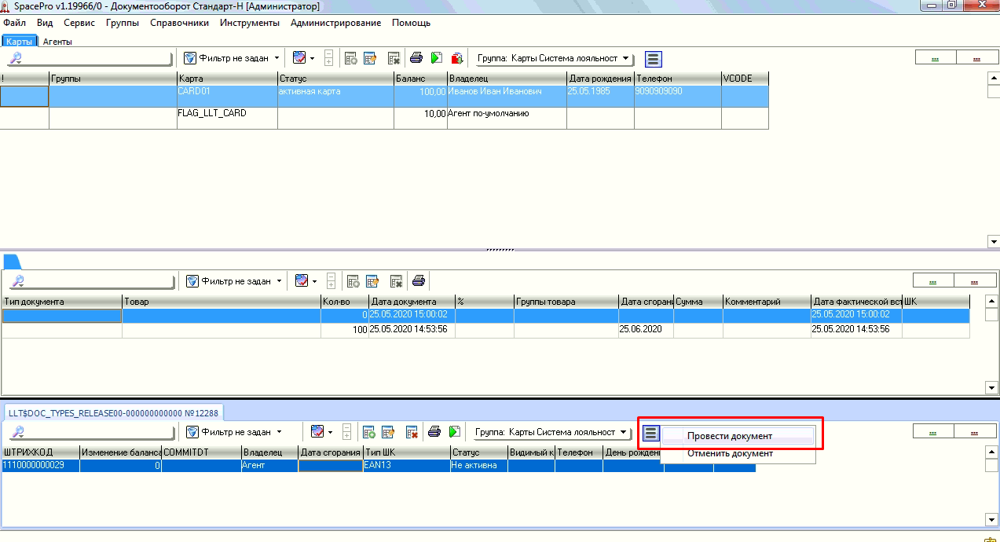 SpacePro v1.19966/0 - Документооборот Стандарт-Н [Администратор]
Файл Вид Сервис Группы Справочники Инструменты Администрирование Помощь
Карты Агенты
Фильтр не задан Группа: Карты Система лояльност
... ...
! Группы Карта Статус Баланс Владелец Дата рождения Телефон VCODE
CARD01 активная карта 100,00 Иванов Иван Иванович 25.05.1985 9090909090
FLAG_LLT_CARD 10,00 Агент по-умолчанию
Фильтр не задан
... ...
Тип документа Товар Кол-во Дата документа % Группы товара Дата сгорани Сумма Комментарий Дата фактической вст ШК
0 25.05.2020 15:00:02 25.05.2020 15:00:02
100 25.05.2020 14:53:56 25.06.2020 25.05.2020 14:53:56
LLT$DOC_TYPES_RELEASE00-000000000000 №12288
Фильтр не задан Группа: Карты Система лояльност Провести документ
... ...
Отменить документ
ШТРИХКОД Изменение баланса COMMITDT Владелец Дата сгорания Тип ШК Статус Видимый к Телефон День рожден
1110000000029 0 Агент EAN13 Не активна